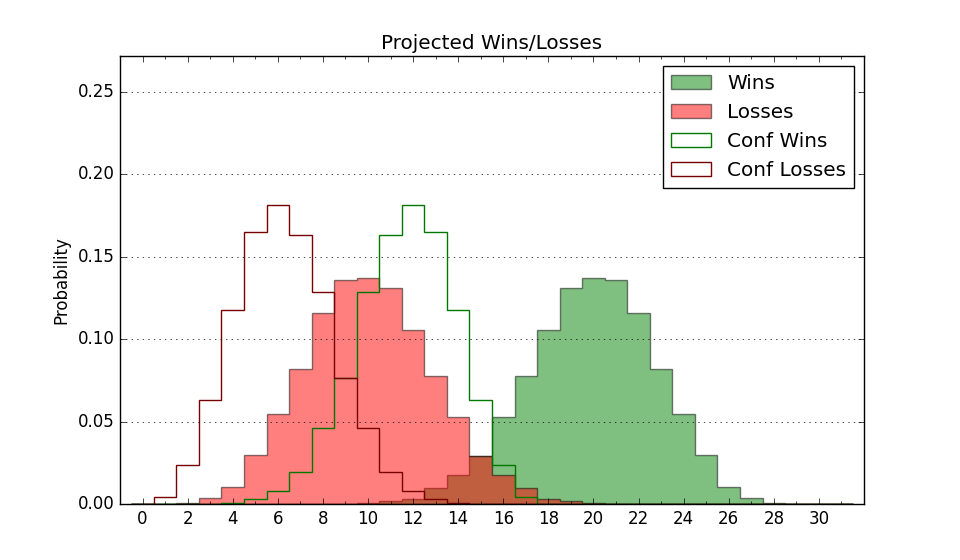 Projected Wins/Losses
Wins
Losses
Conf Wins
Conf Losses
Probability
0.25
0.20
0.15
0.10
0.05
0.00
0 2 4 6 8 10 12 14 16 18 20 22 24 26 28 30